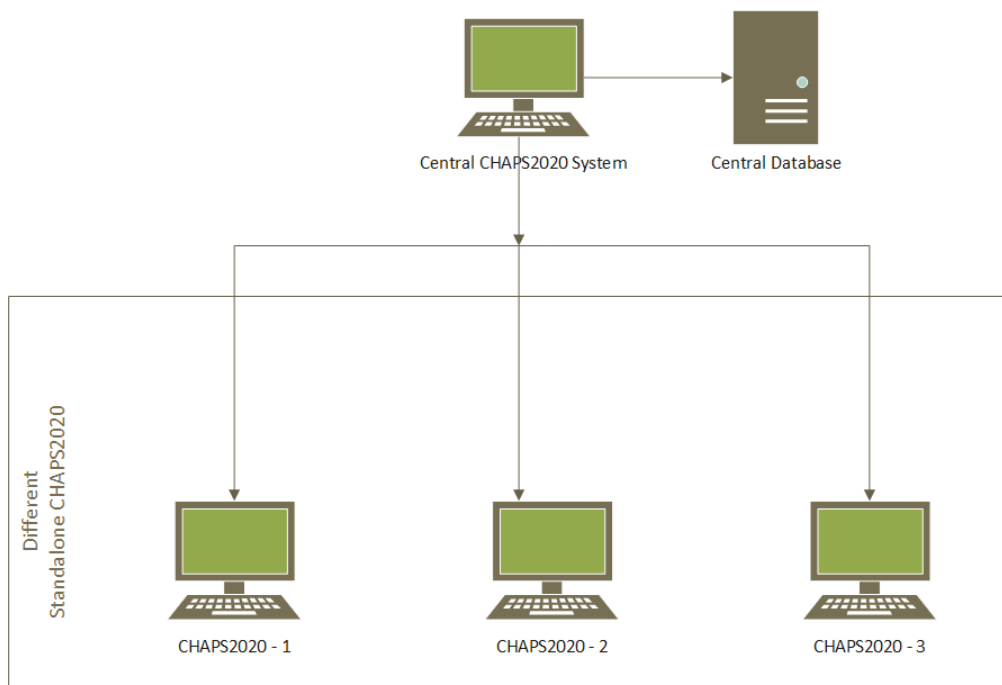 Central CHAPS2020 System
Central Database
Different
Standalone CHAPS2020
CHAPS2020 - 1
CHAPS2020 - 2
CHAPS2020 - 3